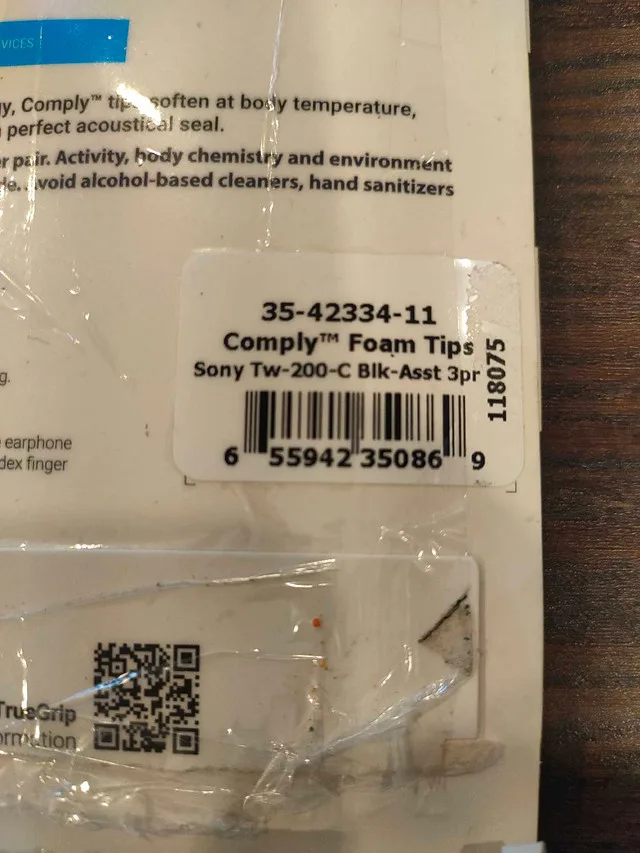 VICES
y, Comply™ tips soften at body temperature,
perfect acoustical seal.
r pair. Activity, body chemistry and environment
le. Avoid alcohol-based cleaners, hand sanitizers
35-42334-11
Comply™ Foam Tips
Sony Tw-200-C Blk-Asst 3pr
118075
6 55942 35086 9
g.
earphone
dex finger
TrueGrip
ormation